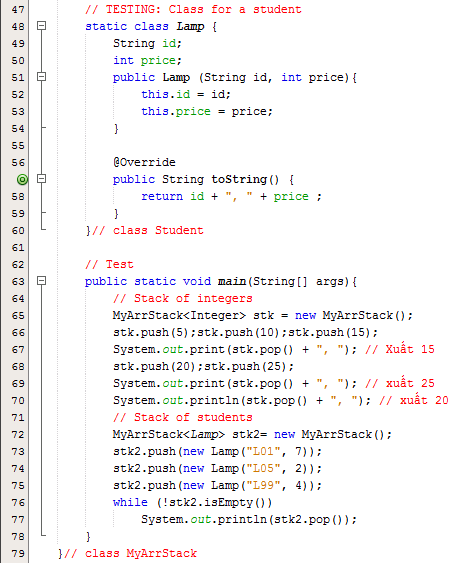 47 // TESTING: Class for a student
48 static class Lamp {
49 String id;
50 int price;
51 public Lamp (String id, int price){
52 this.id = id;
53 this.price = price;
54 }
55
56 @Override
public String toString() {
58 return id + ", " + price ;
59 }
60 }// class Student
61
62 // Test
63 public static void main(String[] args){
64 // Stack of integers
65 MyArrStack<Integer> stk = new MyArrStack();
66 stk.push(5);stk.push(10);stk.push(15);
67 System.out.print(stk.pop() + ", "); // Xuất 15
68 stk.push(20);stk.push(25);
69 System.out.print(stk.pop() + ", "); // xuất 25
70 System.out.println(stk.pop() + ", "); // xuất 20
71 // Stack of students
72 MyArrStack<Lamp> stk2= new MyArrStack();
73 stk2.push(new Lamp("L01", 7));
74 stk2.push(new Lamp("L05", 2));
75 stk2.push(new Lamp("L99", 4));
76 while (!stk2.isEmpty())
77 System.out.println(stk2.pop());
78 }
79 }// class MyArrStack